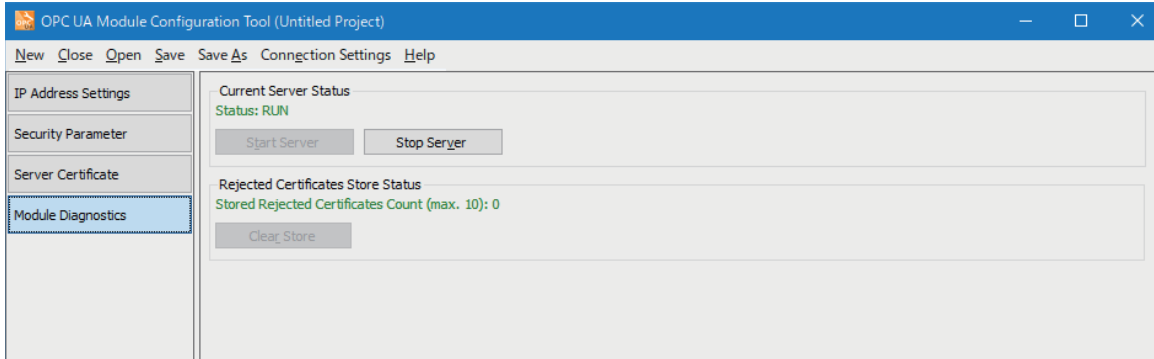 OPC UA Module Configuration Tool (Untitled Project)
New Close Open Save Save As Connection Settings Help
IP Address Settings
Security Parameter
Server Certificate
Module Diagnostics
Current Server Status
Status: RUN
Start Server Stop Server
Rejected Certificates Store Status
Stored Rejected Certificates Count (max. 10): 0
Clear Store